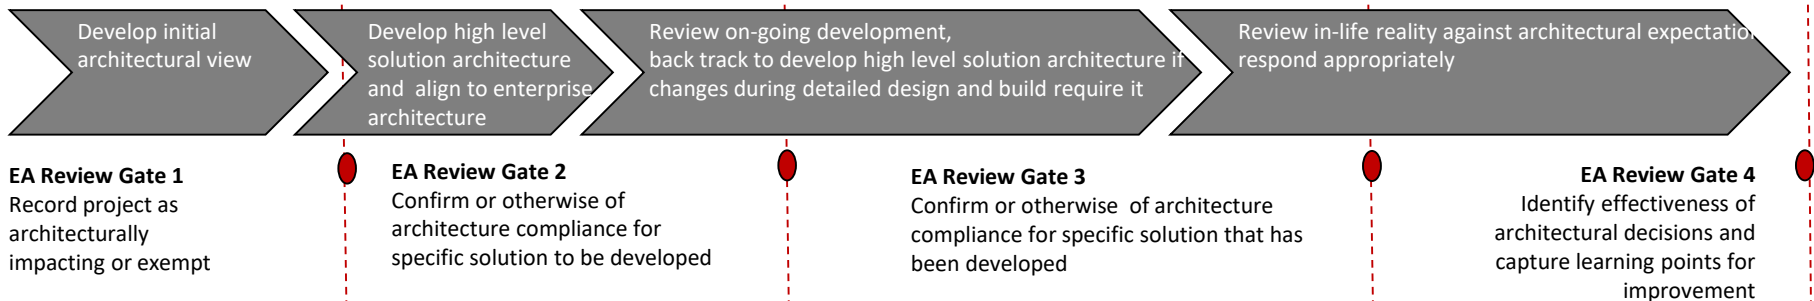 Develop initial
architectural view
Develop high level
solution architecture
and align to enterprise
architecture
Review on-going development,
back track to develop high level solution architecture if
changes during detailed design and build require it
Review in-life reality against architectural expectation
respond appropriately
EA Review Gate 1
Record project as
architecturally
impacting or exempt
EA Review Gate 2
Confirm or otherwise of
architecture compliance for
specific solution to be developed
EA Review Gate 3
Confirm or otherwise of architecture
compliance for specific solution that has
been developed
EA Review Gate 4
Identify effectiveness of
architectural decisions and
capture learning points for
improvement